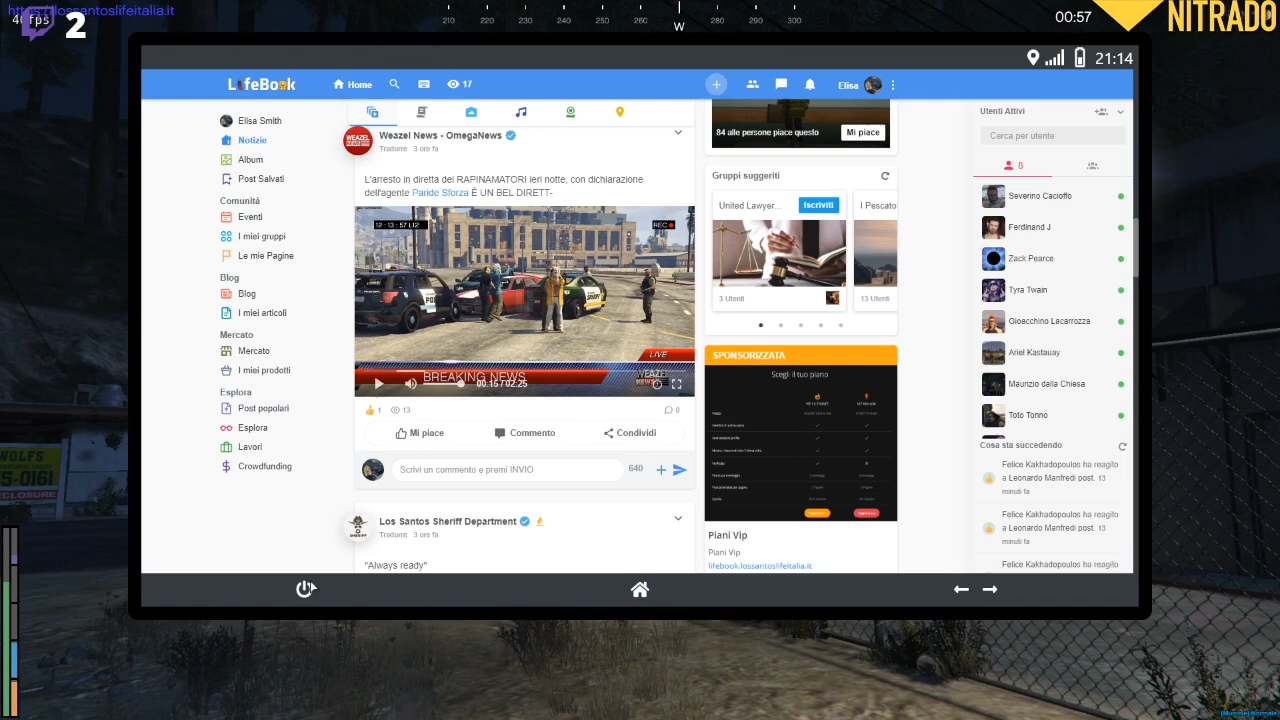 https://lossantoslifeitalia.it
40 fps
2
210 220 230 240 250 260 280 290 300
W
00:57
NITRADO
21:14
LifeBook
Home
17
Elisa
Elisa Smith
Notizie
Album
Post Salvati
Comunità
Eventi
I miei gruppi
Le mie Pagine
Blog
Blog
I miei articoli
Mercato
Mercato
I miei prodotti
Esplora
Post popolari
Esplora
Lavori
Crowdfunding
Weazel News - OmegaNews
Tradurre 3 ore fa
L'arresto in diretta dei RAPINAMATORI ieri notte, con dichiarazione
dell'agente Paride Sforza È UN BEL DIRETT-
12 : 13 : 57 LI2
REC
LIVE
BREAKING NEWS
WEAZEL
NEWS
00:15 / 02:25
1 13
0
Mi piace
Commento
Condividi
Scrivi un commento e premi INVIO
640
Los Santos Sheriff Department
Tradurre 3 ore fa
"Always ready"
84 alle persone piace questo
Mi piace
Gruppi suggeriti
United Lawyer...
Iscriviti
I Pescato
3 Utenti
13 Utenti
SPONSORIZZATA
Scegli il tuo piano
Piani Vip
Piani Vip
lifebook.lossantoslifeitalia.it
Utenti Attivi
Cerca per utente
8
Severino Cacioffo
Ferdinand J
Zack Pearce
Tyra Twain
Gioacchino Lacarrozza
Ariel Kastauay
Maurizio dalla Chiesa
Toto Tonno
Cosa sta succedendo
Felice Kakhadopoulos ha reagito
a Leonardo Manfredi post. 13
minuti fa
Felice Kakhadopoulos ha reagito
a Leonardo Manfredi post. 13
minuti fa
Felice Kakhadopoulos ha reagito
WOLFS